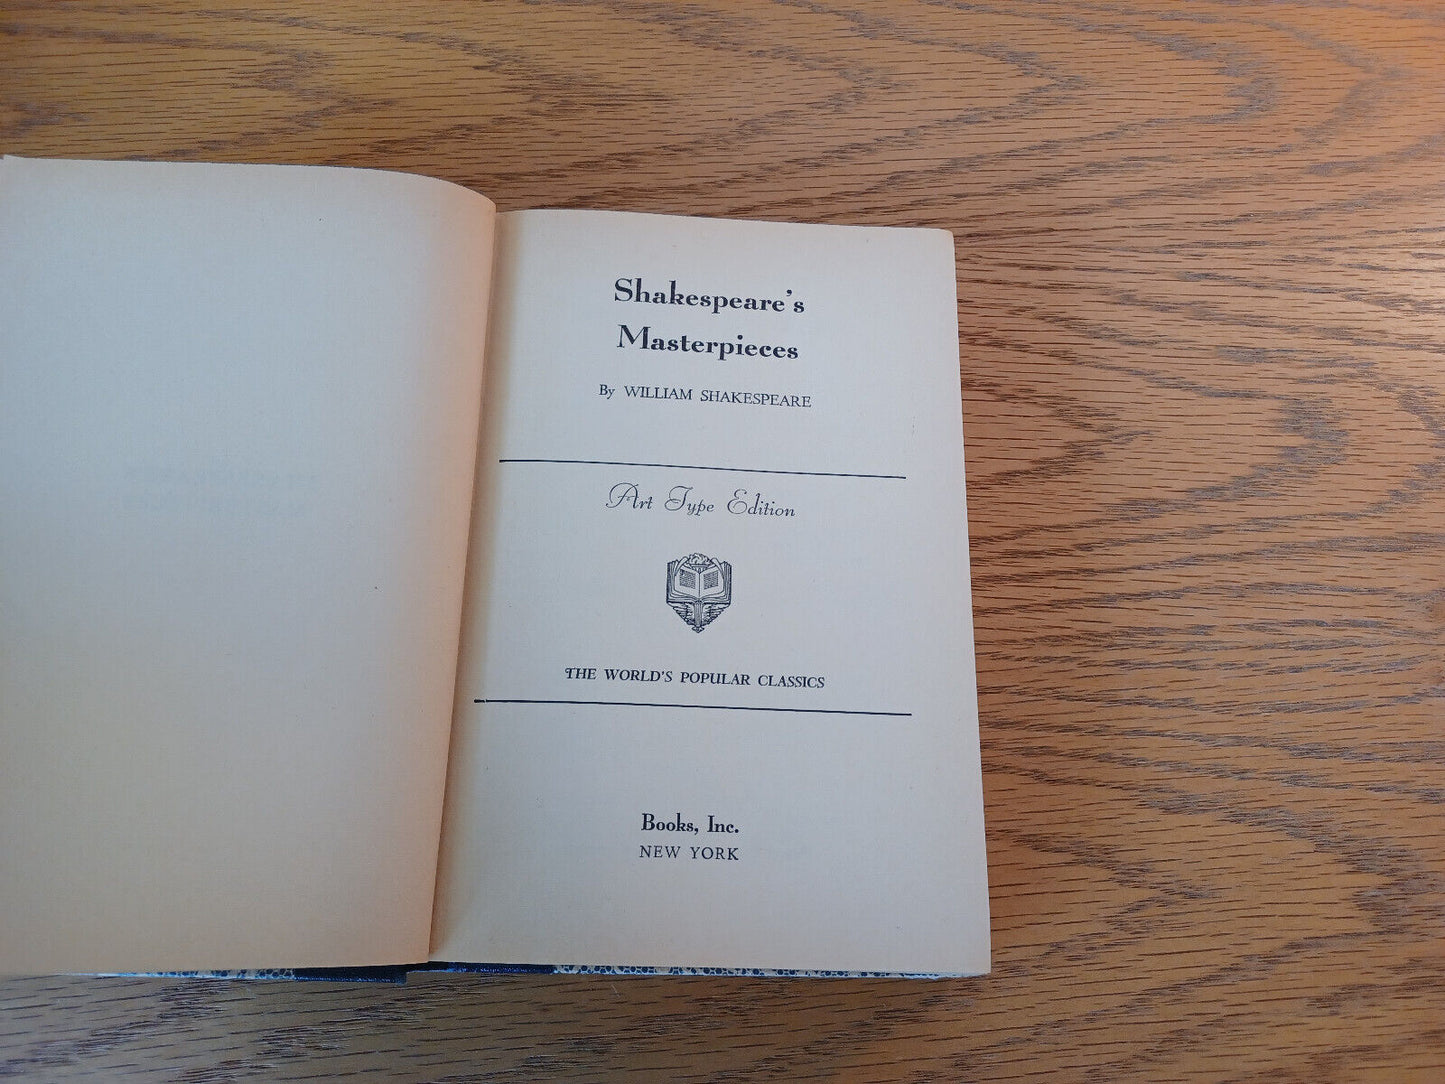 Shakespeare's
Masterpieces
By WILLIAM SHAKESPEARE
Art Type Edition
THE WORLD'S POPULAR CLASSICS
Books, Inc.
NEW YORK